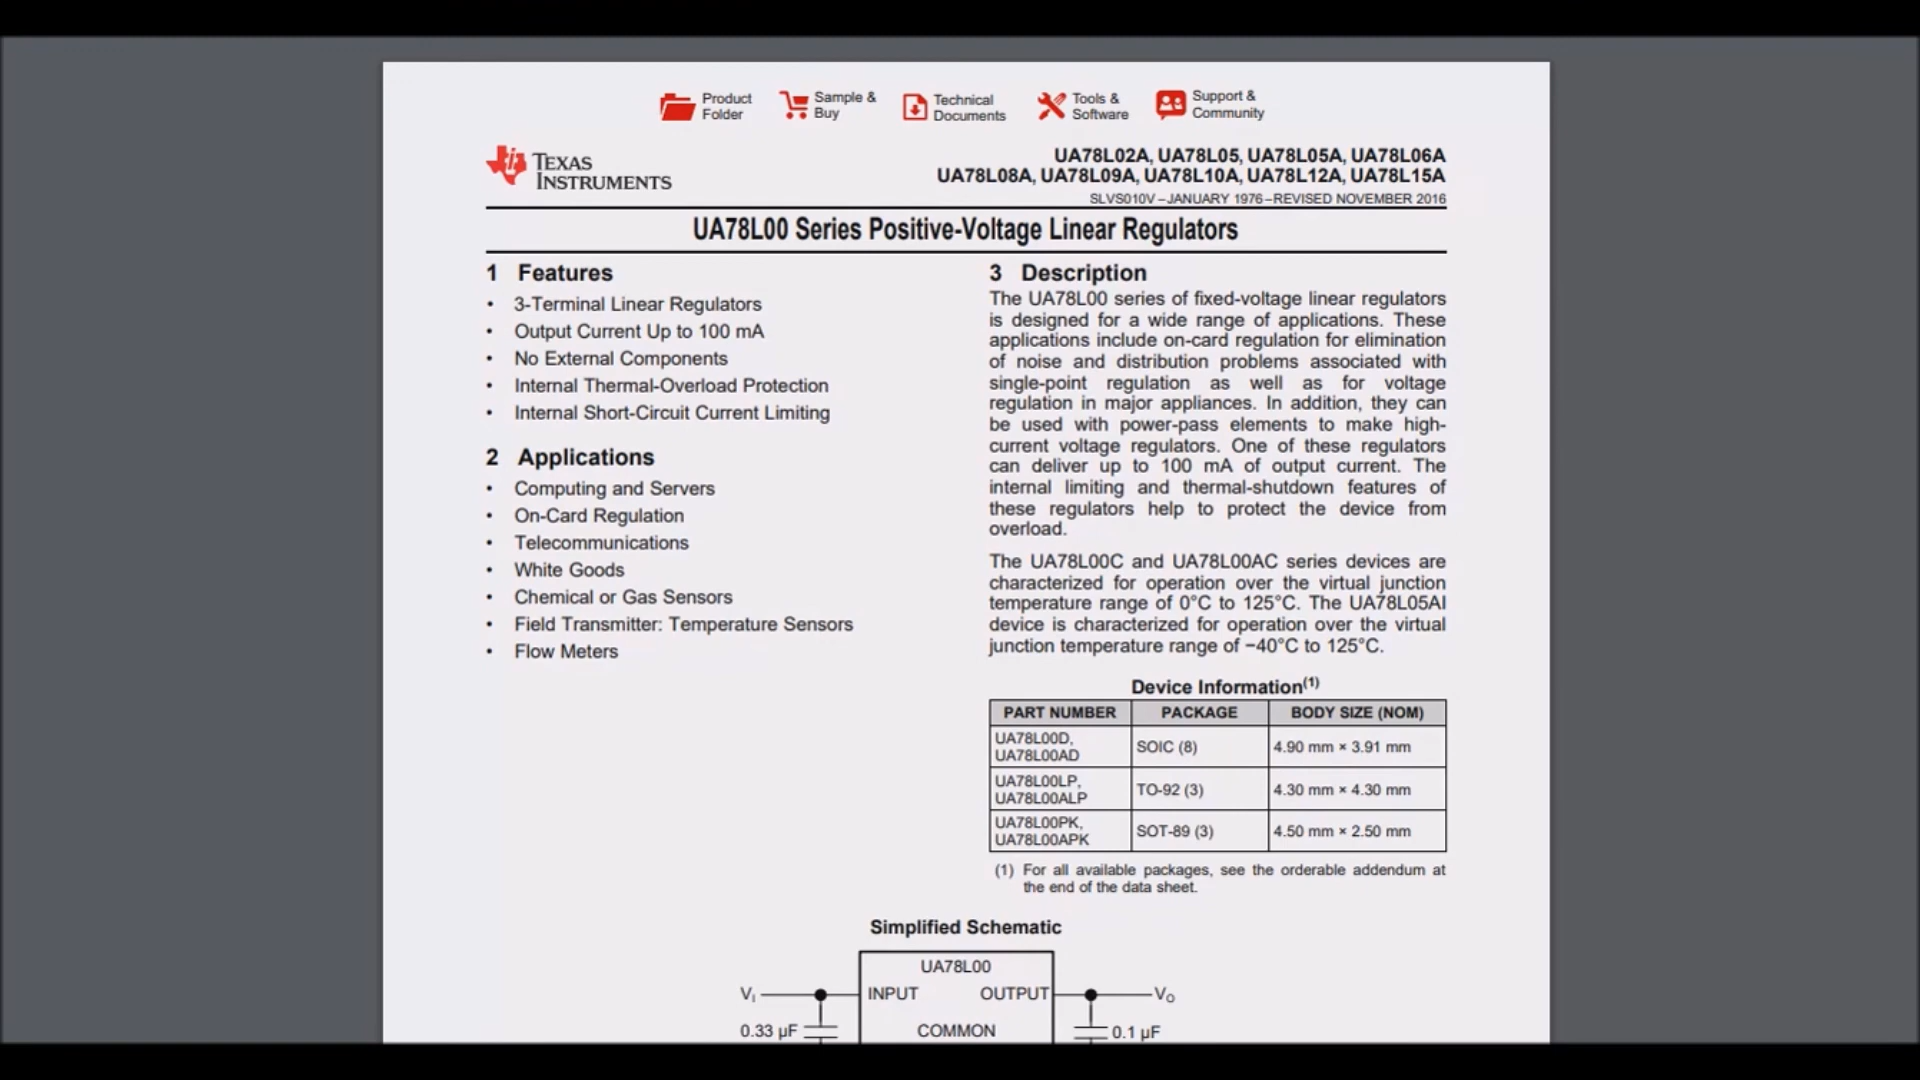 Product
Folder
Sample &
Buy
Technical
Documents
Tools &
Software
Support &
Community
TEXAS
INSTRUMENTS
UA78L02A, UA78L05, UA78L05A, UA78L06A
UA78L08A, UA78L09A, UA78L10A, UA78L12A, UA78L15A
SLVS010V – JANUARY 1976 – REVISED NOVEMBER 2016
UA78L00 Series Positive-Voltage Linear Regulators
1 Features
• 3-Terminal Linear Regulators
• Output Current Up to 100 mA
• No External Components
• Internal Thermal-Overload Protection
• Internal Short-Circuit Current Limiting
2 Applications
• Computing and Servers
• On-Card Regulation
• Telecommunications
• White Goods
• Chemical or Gas Sensors
• Field Transmitter: Temperature Sensors
• Flow Meters
3 Description
The UA78L00 series of fixed-voltage linear regulators
is designed for a wide range of applications. These
applications include on-card regulation for elimination
of noise and distribution problems associated with
single-point regulation as well as for voltage
regulation in major appliances. In addition, they can
be used with power-pass elements to make high-
current voltage regulators. One of these regulators
can deliver up to 100 mA of output current. The
internal limiting and thermal-shutdown features of
these regulators help to protect the device from
overload.
The UA78L00C and UA78L00AC series devices are
characterized for operation over the virtual junction
temperature range of 0°C to 125°C. The UA78L05AI
device is characterized for operation over the virtual
junction temperature range of −40°C to 125°C.
Device Information(1)
PART NUMBER PACKAGE BODY SIZE (NOM)
UA78L00D,
UA78L00AD
SOIC (8) 4.90 mm × 3.91 mm
UA78L00LP,
UA78L00ALP
TO-92 (3) 4.30 mm × 4.30 mm
UA78L00PK,
UA78L00APK
SOT-89 (3) 4.50 mm × 2.50 mm
(1) For all available packages, see the orderable addendum at
the end of the data sheet.
Simplified Schematic
UA78L00
VI INPUT OUTPUT VO
0.33 µF COMMON 0.1 µF